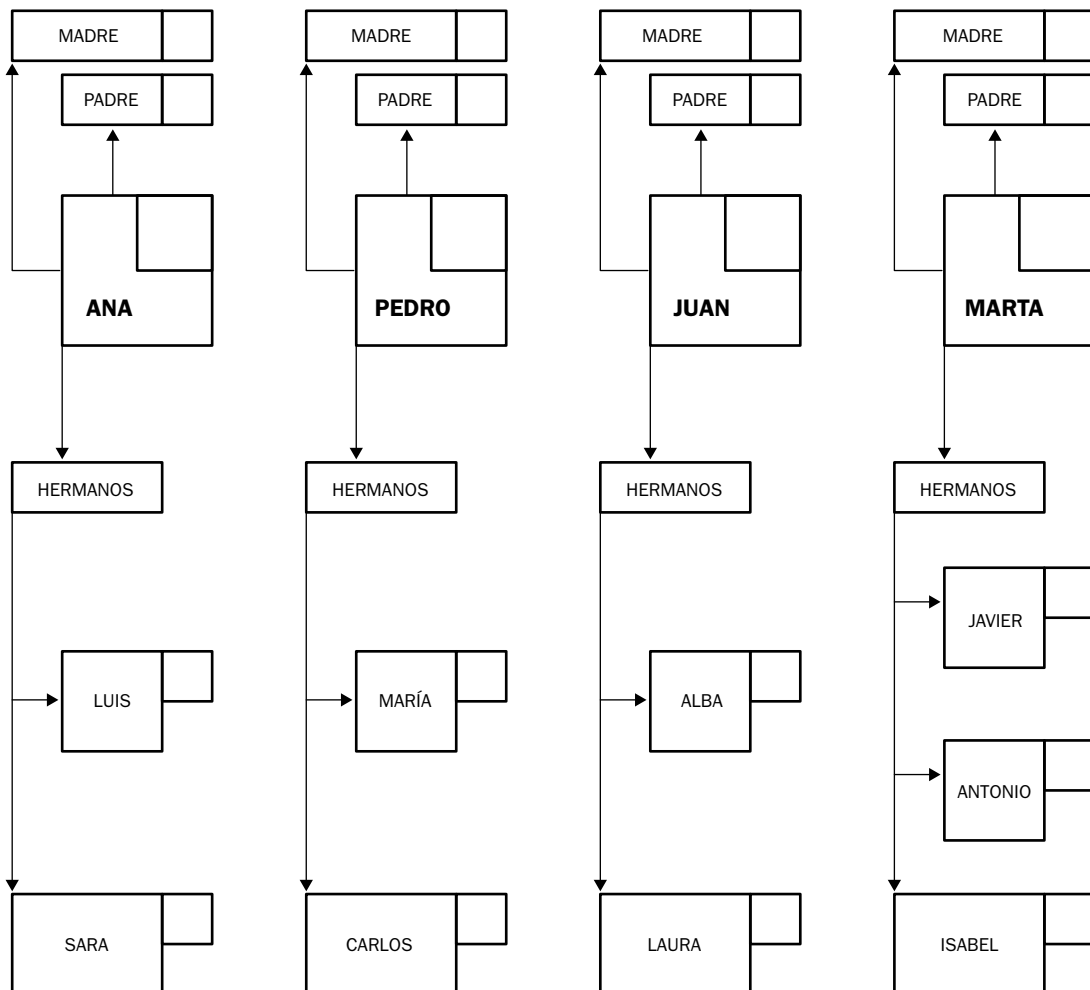 MADRE
PADRE
ANA
HERMANOS
LUIS
SARA
MADRE
PADRE
PEDRO
HERMANOS
MARÍA
CARLOS
MADRE
PADRE
JUAN
HERMANOS
ALBA
LAURA
MADRE
PADRE
MARTA
HERMANOS
JAVIER
ANTONIO
ISABEL